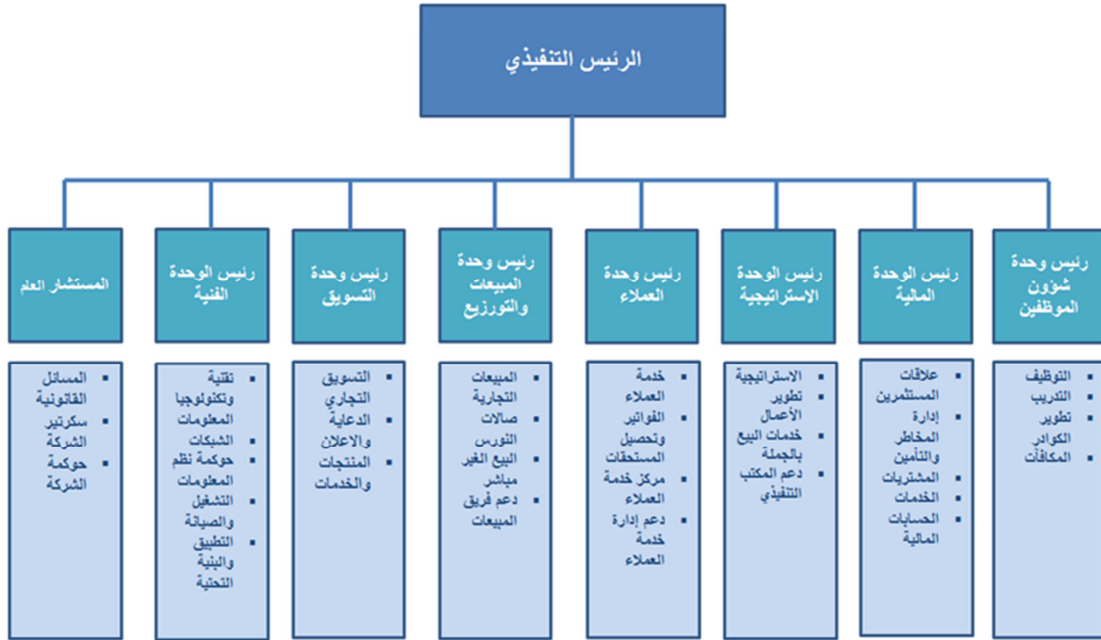 الرئيس التنفيذي
رئيس وحدة
شؤون
الموظفين
رئيس الوحدة
المالية
رئيس الوحدة
الاستراتيجية
رئيس وحدة
العملاء
رئيس وحدة
المبيعات
والتورزيع
رئيس وحدة
التسويق
رئيس الوحدة
الفنية
المستشار العام
▪ التوظيف
▪ التدريب
▪ تطوير
الكوادر
▪ المكافآت
▪ علاقات
المستثمرين
▪ إدارة
المخاطر
والتأمين
▪ المشتريات
▪ الخدمات
▪ الحسابات
المالية
▪ الاستراتيجية
▪ تطوير
الأعمال
▪ خدمات البيع
بالجملة
▪ دعم المكتب
التنفيذي
▪ خدمة
العملاء
▪ الفواتير
وتحصيل
المستحقات
▪ مركز خدمة
العملاء
▪ دعم إدارة
خدمة
العملاء
▪ المبيعات
التجارية
▪ صالات
النورس
▪ البيع الغير
مباشر
▪ دعم فريق
المبيعات
▪ التسويق
التجاري
▪ الدعاية
والاعلان
▪ المنتجات
والخدمات
▪ تقنية
وتكنولوجيا
المعلومات
▪ الشبكات
▪ حوكمة نظم
المعلومات
▪ التشغيل
والصيانة
▪ التطبيق
والبنية
التحتية
▪ المسائل
القانونية
▪ سكرتير
الشركة
▪ حوكمة
الشركة